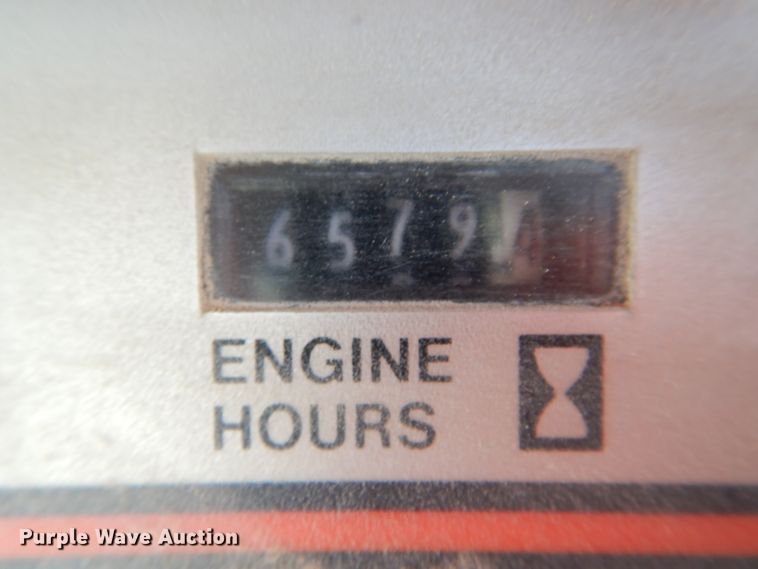 6579
ENGINE
HOURS
Purple Wave Auction